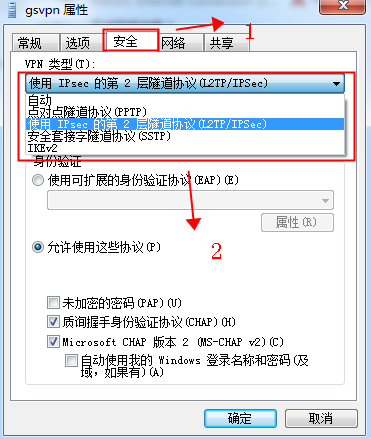 gsvpn 属性
常规 选项 安全 网络 共享
1
VPN 类型(T):
使用 IPsec 的第 2 层隧道协议(L2TP/IPSec)
自动
点对点隧道协议(PPTP)
使用 IPsec 的第 2 层隧道协议(L2TP/IPSec)
安全套接字隧道协议(SSTP)
IKEv2
身份验证
使用可扩展的身份验证协议(EAP)(E)
属性(R)
2
允许使用这些协议(P)
未加密的密码(PAP)(U)
质询握手身份验证协议(CHAP)(H)
Microsoft CHAP 版本 2 (MS-CHAP v2)(C)
自动使用我的 Windows 登录名称和密码(及
域，如果有)(A)
确定 取消